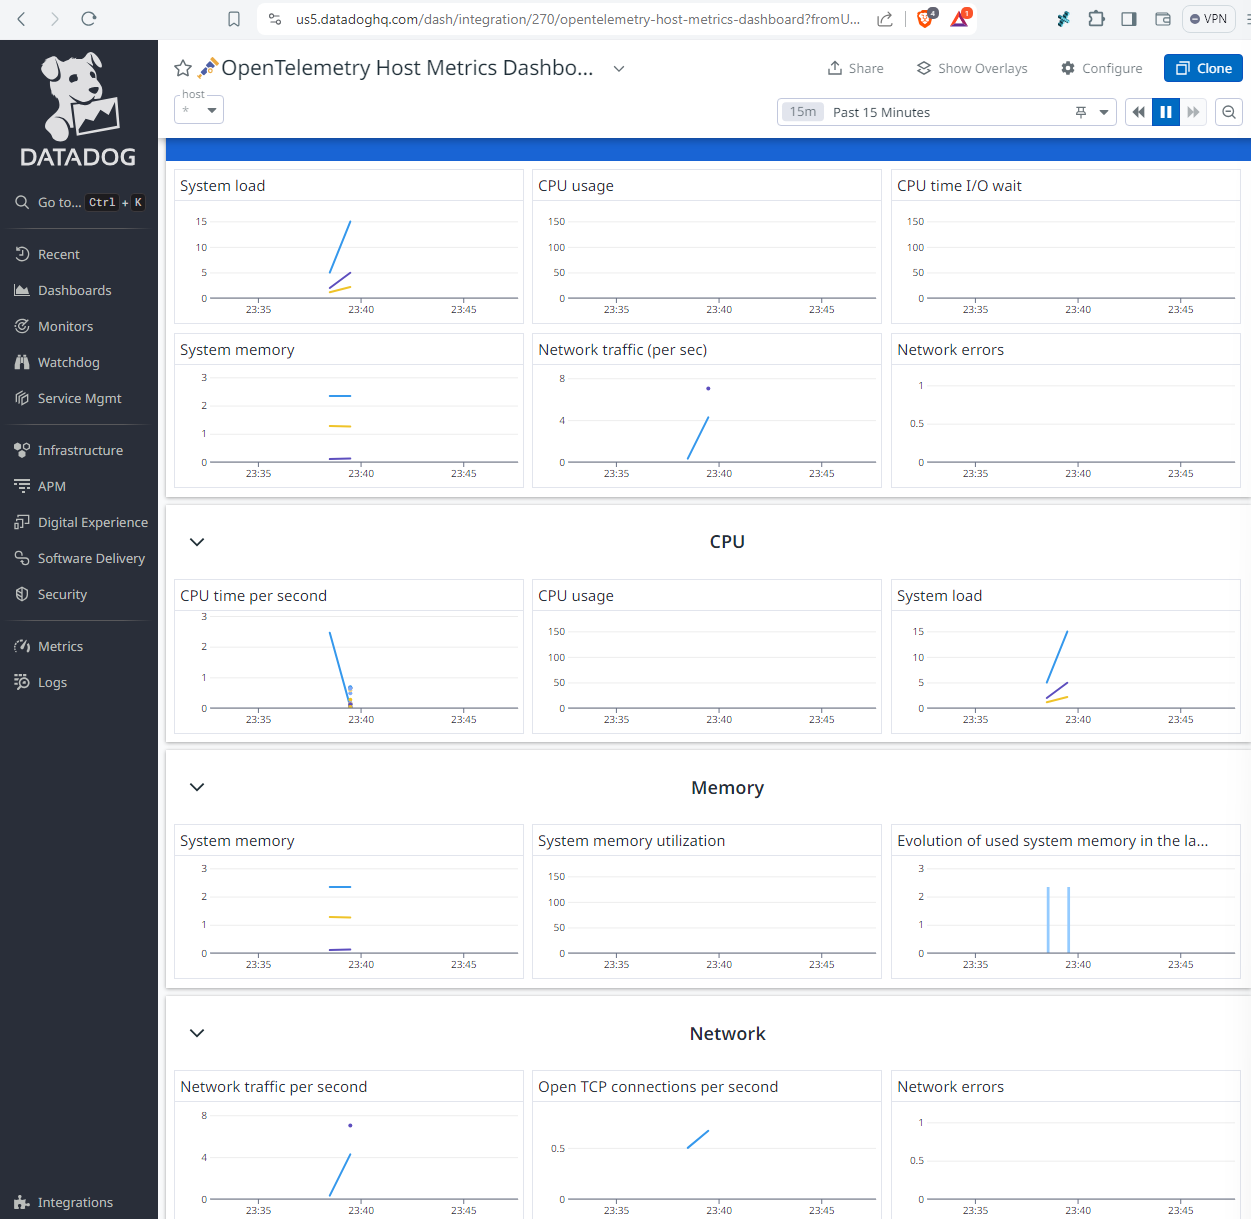 us5.datadoghq.com/dash/integration/270/opentelemetry-host-metrics-dashboard?fromU...
4
1
VPN
DATADOG
Go to... Ctrl + K
Recent
Dashboards
Monitors
Watchdog
Service Mgmt
Infrastructure
APM
Digital Experience
Software Delivery
Security
Metrics
Logs
Integrations
OpenTelemetry Host Metrics Dashbo...
Share
Show Overlays
Configure
Clone
host
*
15m Past 15 Minutes
System load
15
10
5
0
23:35 23:40 23:45
CPU usage
150
100
50
0
23:35 23:40 23:45
CPU time I/O wait
150
100
50
0
23:35 23:40 23:45
System memory
3
2
1
0
23:35 23:40 23:45
Network traffic (per sec)
8
4
0
23:35 23:40 23:45
Network errors
1
0.5
0
23:35 23:40 23:45
CPU
CPU time per second
3
2
1
0
23:35 23:40 23:45
CPU usage
150
100
50
0
23:35 23:40 23:45
System load
15
10
5
0
23:35 23:40 23:45
Memory
System memory
3
2
1
0
23:35 23:40 23:45
System memory utilization
150
100
50
0
23:35 23:40 23:45
Evolution of used system memory in the la...
3
2
1
0
23:35 23:40 23:45
Network
Network traffic per second
8
4
0
23:35 23:40 23:45
Open TCP connections per second
0.5
0
23:35 23:40 23:45
Network errors
1
0.5
0
23:35 23:40 23:45